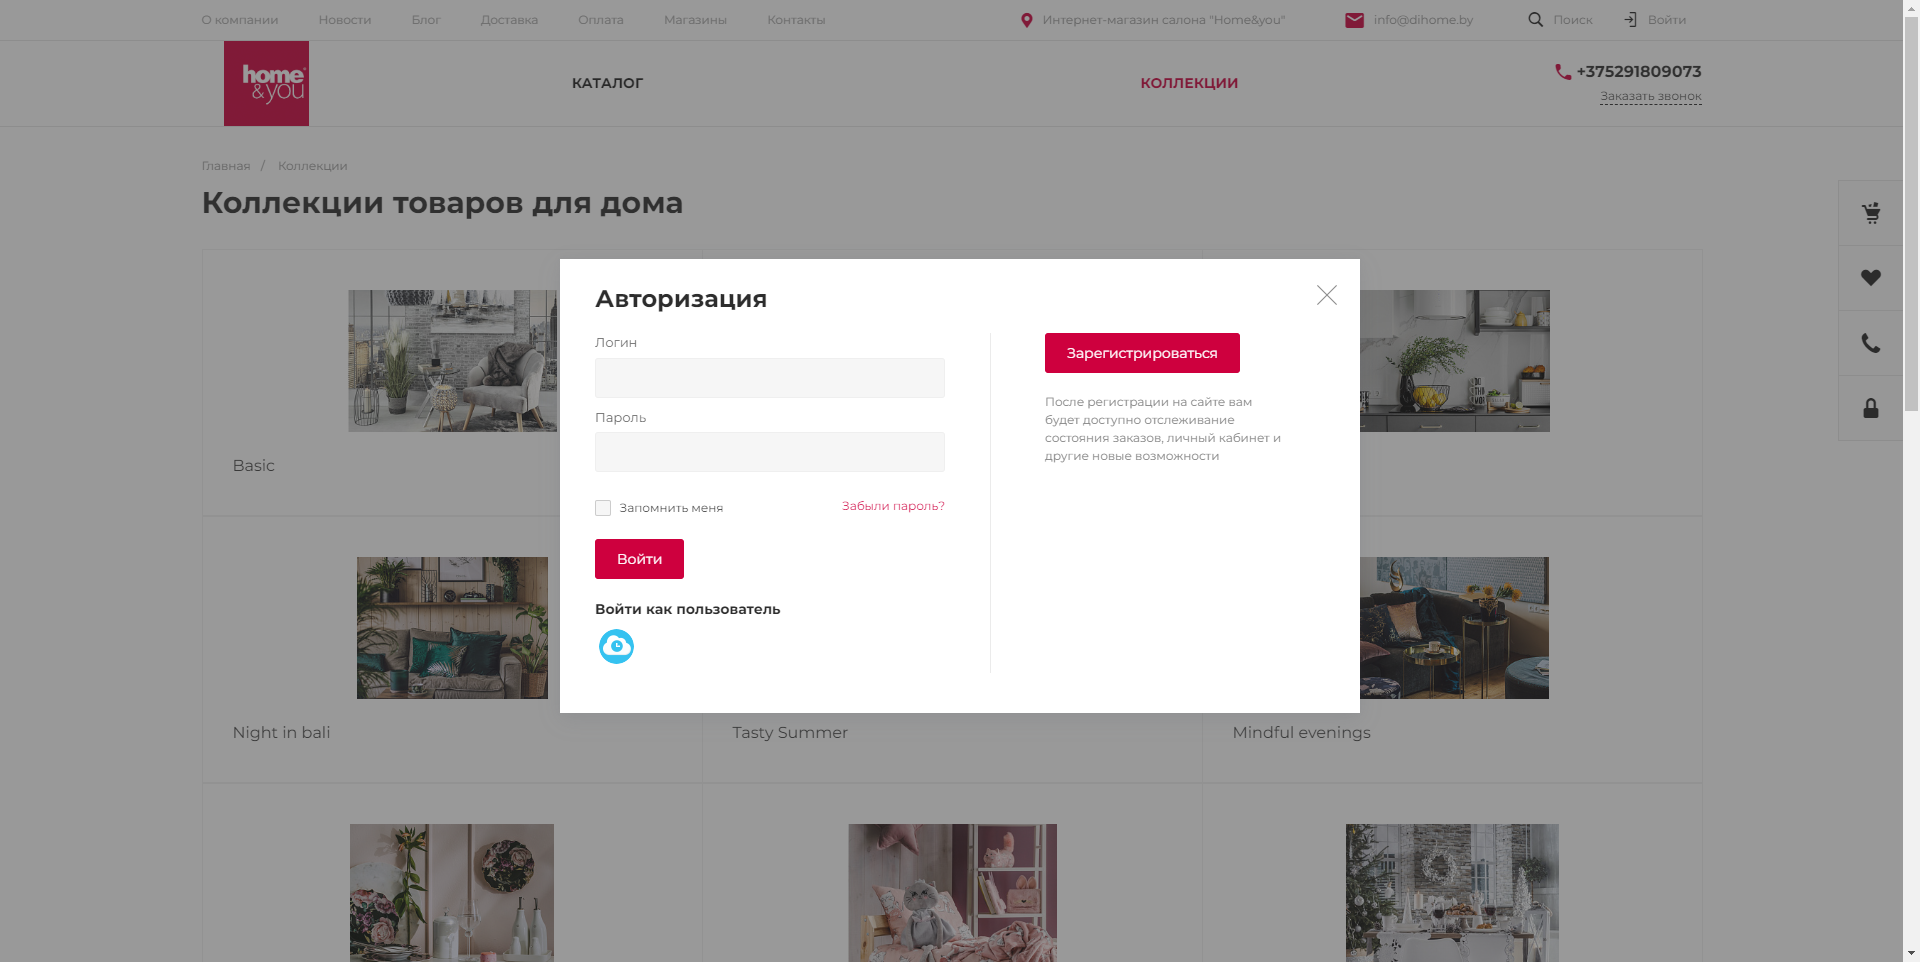 О компании
Новости
Блог
Доставка
Оплата
Магазины
Контакты
Интернет-магазин салона "Home&you"
info@dihome.by
Поиск
Войти
home
&you
КАТАЛОГ
КОЛЛЕКЦИИ
+375291809073
Заказать звонок
Главная / Коллекции
Коллекции товаров для дома
Авторизация
Логин
Пароль
Запомнить меня
Забыли пароль?
Войти
Войти как пользователь
Зарегистрироваться
После регистрации на сайте вам
будет доступно отслеживание
состояния заказов, личный кабинет и
другие новые возможности
Basic
Night in bali
Tasty Summer
Mindful evenings